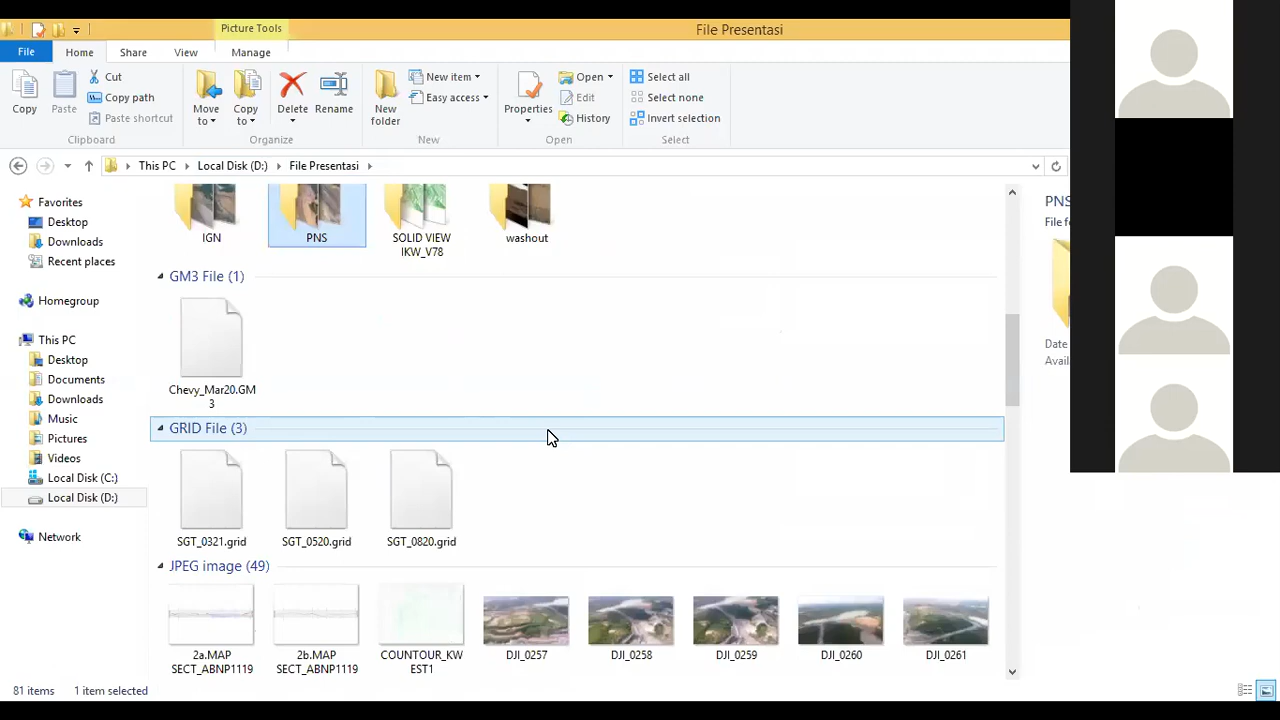 Picture Tools
File Presentasi
File Home Share View Manage
Copy
Paste
Cut
Copy path
Paste shortcut
Clipboard
Move to
Copy to
Delete
Rename
Organize
New folder
New item
Easy access
New
Properties
Open
Edit
History
Open
Select all
Select none
Invert selection
Select
This PC Local Disk (D:) File Presentasi
Favorites
Desktop
Downloads
Recent places
Homegroup
This PC
Desktop
Documents
Downloads
Music
Pictures
Videos
Local Disk (C:)
Local Disk (D:)
Network
IGN
PNS
SOLID VIEW
IKW_V78
washout
GM3 File (1)
Chevy_Mar20.GM
3
GRID File (3)
SGT_0321.grid
SGT_0520.grid
SGT_0820.grid
JPEG image (49)
2a.MAP
SECT_ABNP1119
2b.MAP
SECT_ABNP1119
COUNTOUR_KW
EST1
DJI_0257
DJI_0258
DJI_0259
DJI_0260
DJI_0261
PNS
File f
Date
Avail
81 items 1 item selected